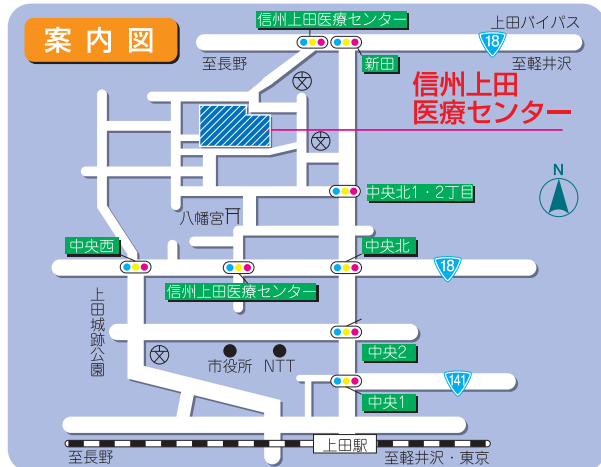 案内図
信州上田医療センター
上田バイパス
18
至長野
新田
至軽井沢
信州上田
医療センター
文
文
N
中央北1・2丁目
八幡宮
中央西
中央北
18
信州上田医療センター
上田城跡公園
文
市役所
NTT
中央2
141
中央1
上田駅
至長野
至軽井沢・東京